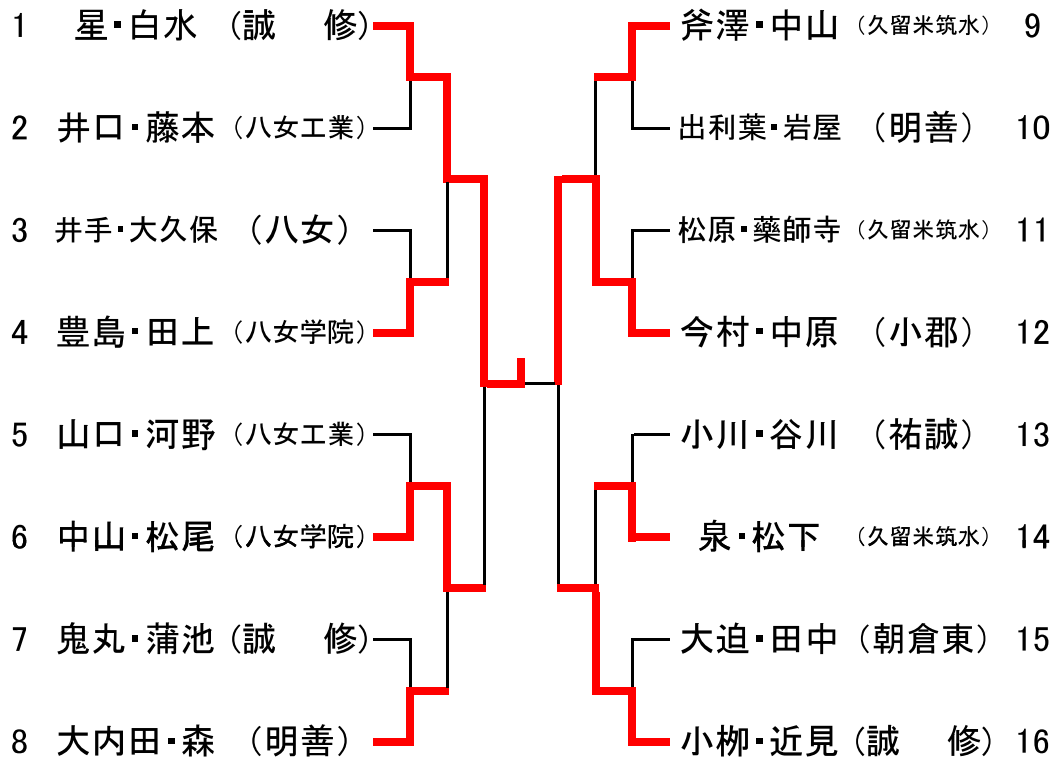 1 星・白水 (誠 修)
2 井口・藤本 (八女工業)
3 井手・大久保 (八女)
4 豊島・田上 (八女学院)
5 山口・河野 (八女工業)
6 中山・松尾 (八女学院)
7 鬼丸・蒲池 (誠 修)
8 大内田・森 (明善)
斧澤・中山 (久留米筑水) 9
出利葉・岩屋 (明善) 10
松原・藥師寺 (久留米筑水) 11
今村・中原 (小郡) 12
小川・谷川 (祐誠) 13
泉・松下 (久留米筑水) 14
大迫・田中 (朝倉東) 15
小栁・近見 (誠 修) 16